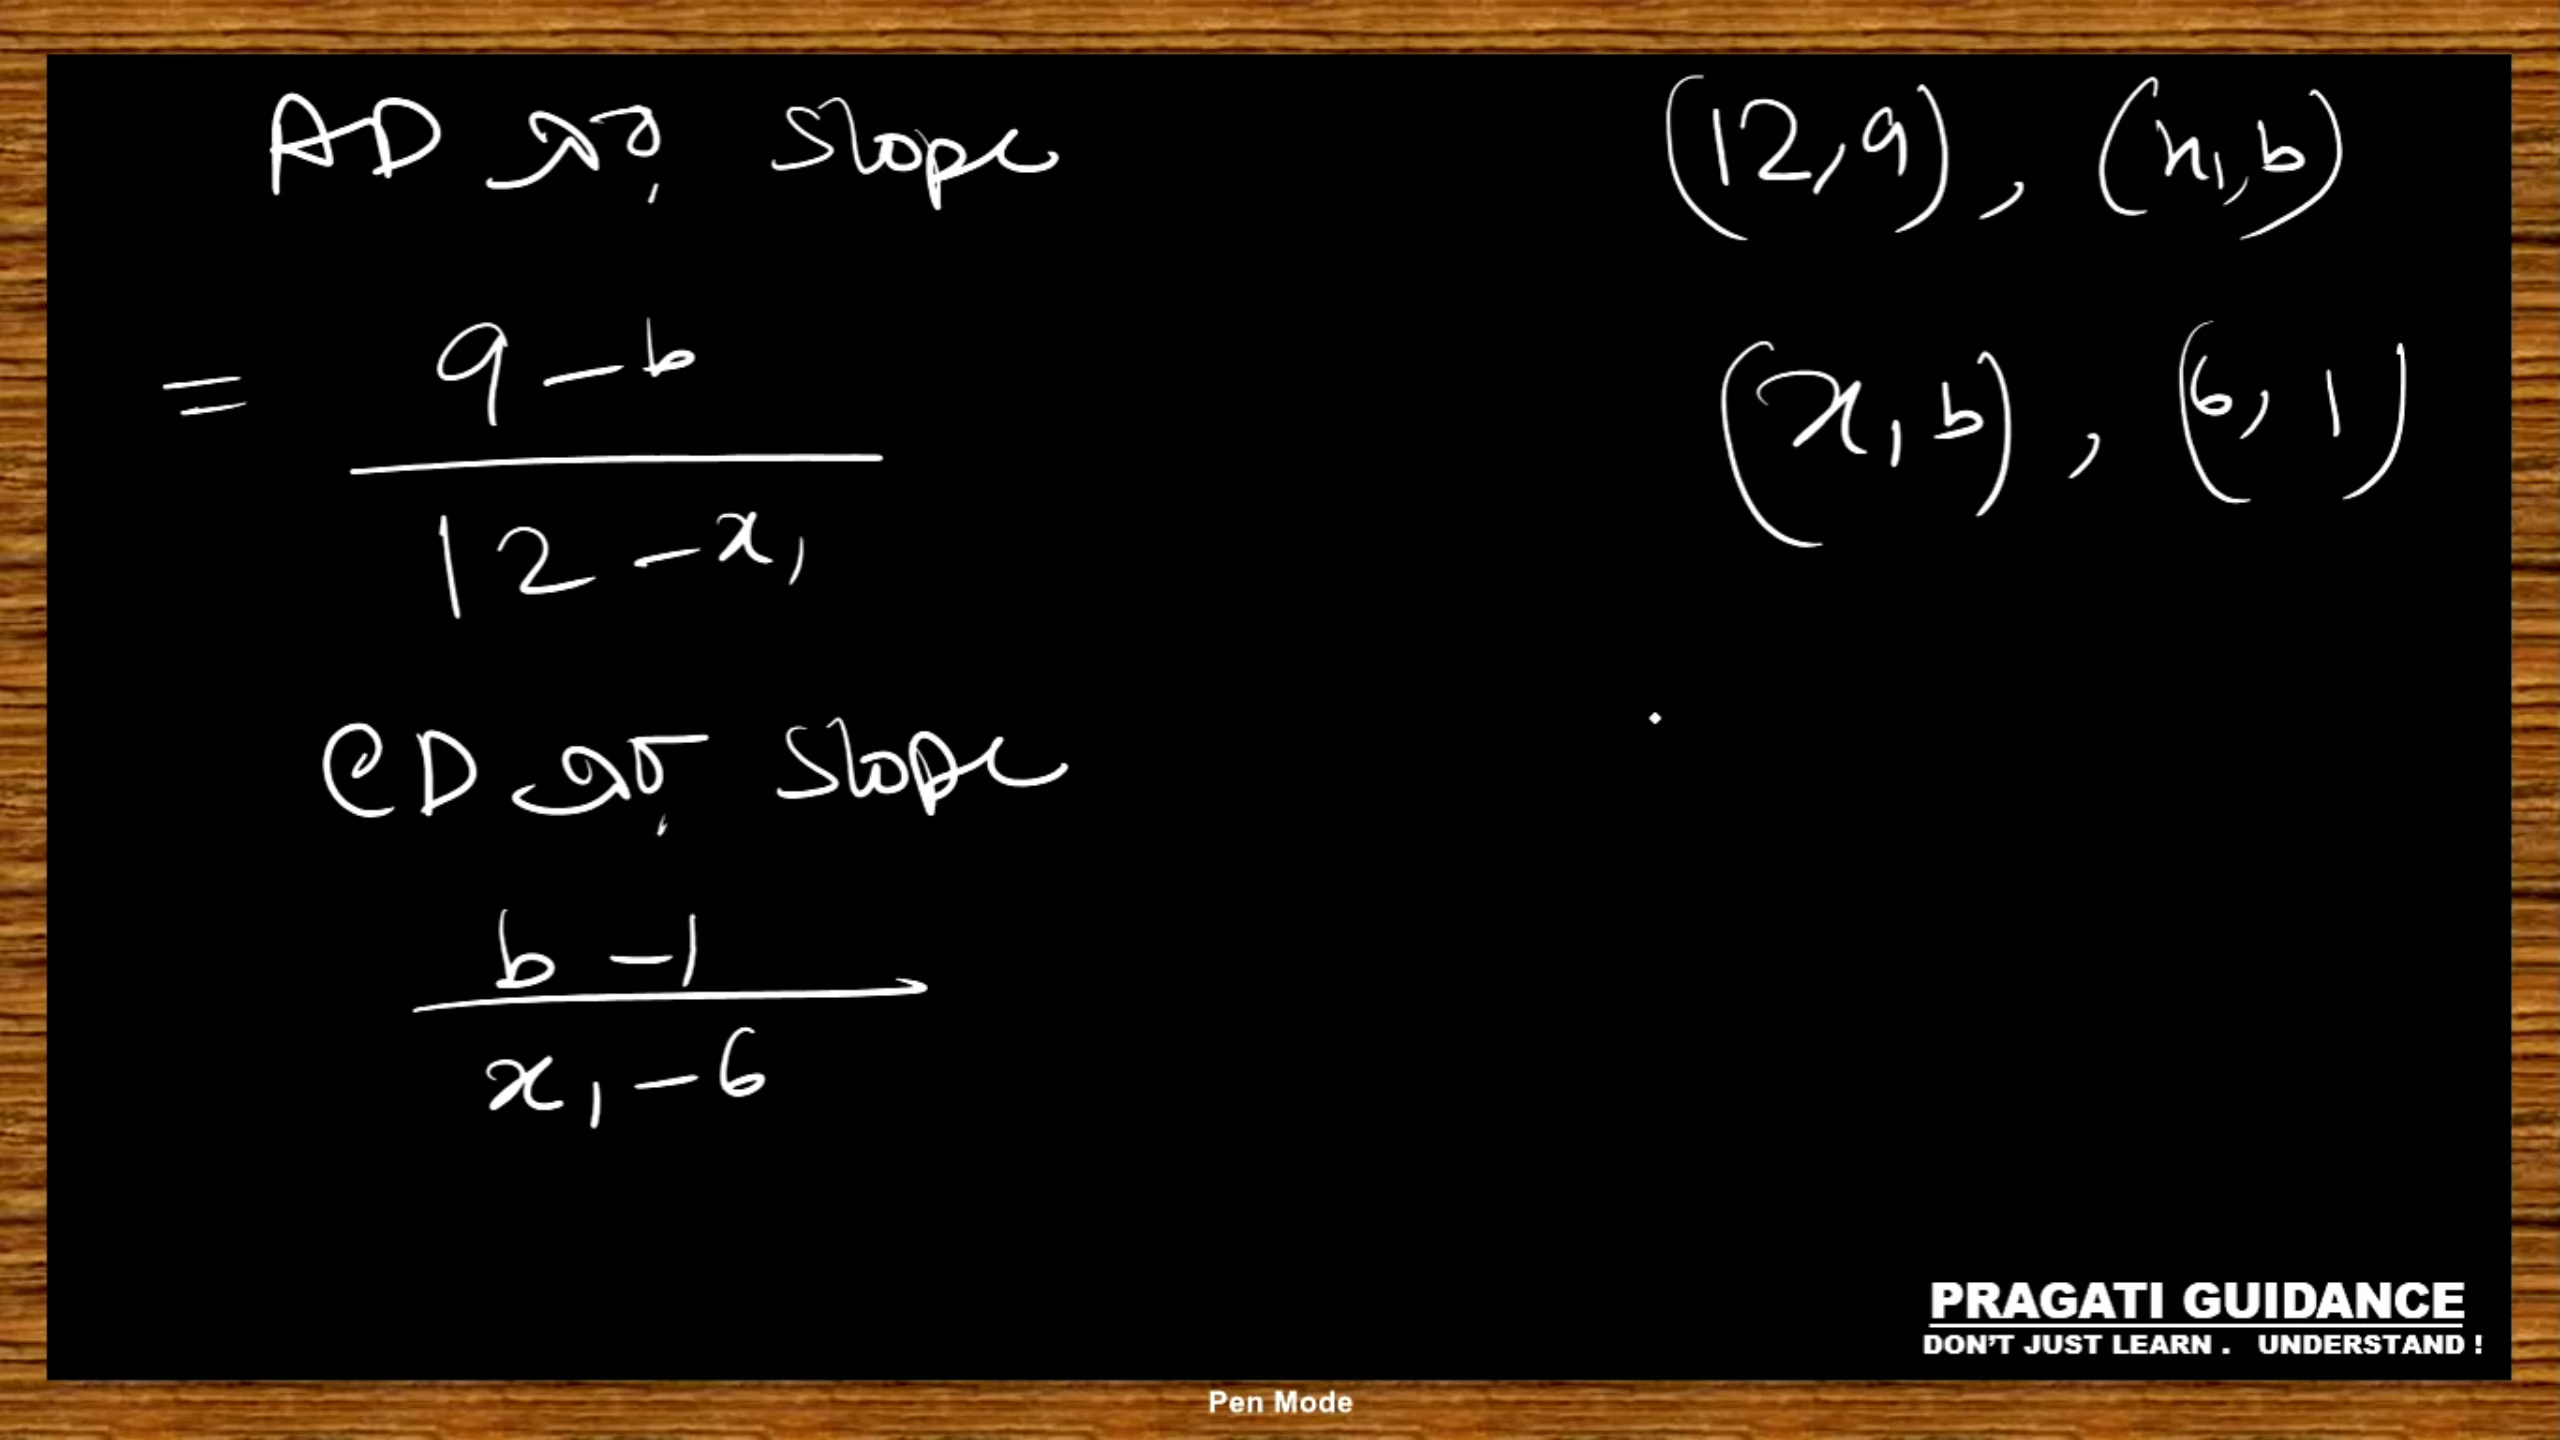 AD এর slope
(12,9), (x₁,b)
= 9 - b
12 - x₁
(x₁,b), (6,1)
CD এর slope
b - 1
x₁ - 6
PRAGATI GUIDANCE
DON'T JUST LEARN . UNDERSTAND !
Pen Mode